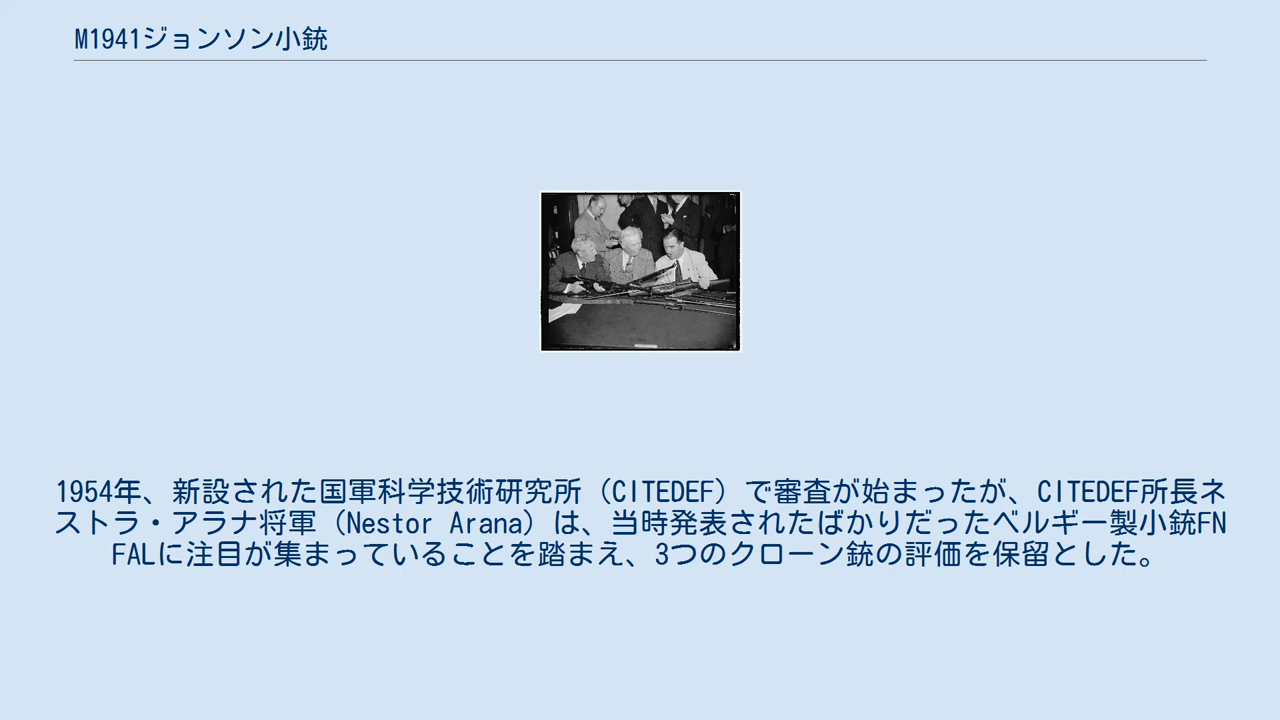 M1941ジョンソン小銃
1954年、新設された国軍科学技術研究所（CITEDEF）で審査が始まったが、CITEDEF所長ネ
ストラ・アラナ将軍（Nestor Arana）は、当時発表されたばかりだったベルギー製小銃FN
FALに注目が集まっていることを踏まえ、3つのクローン銃の評価を保留とした。